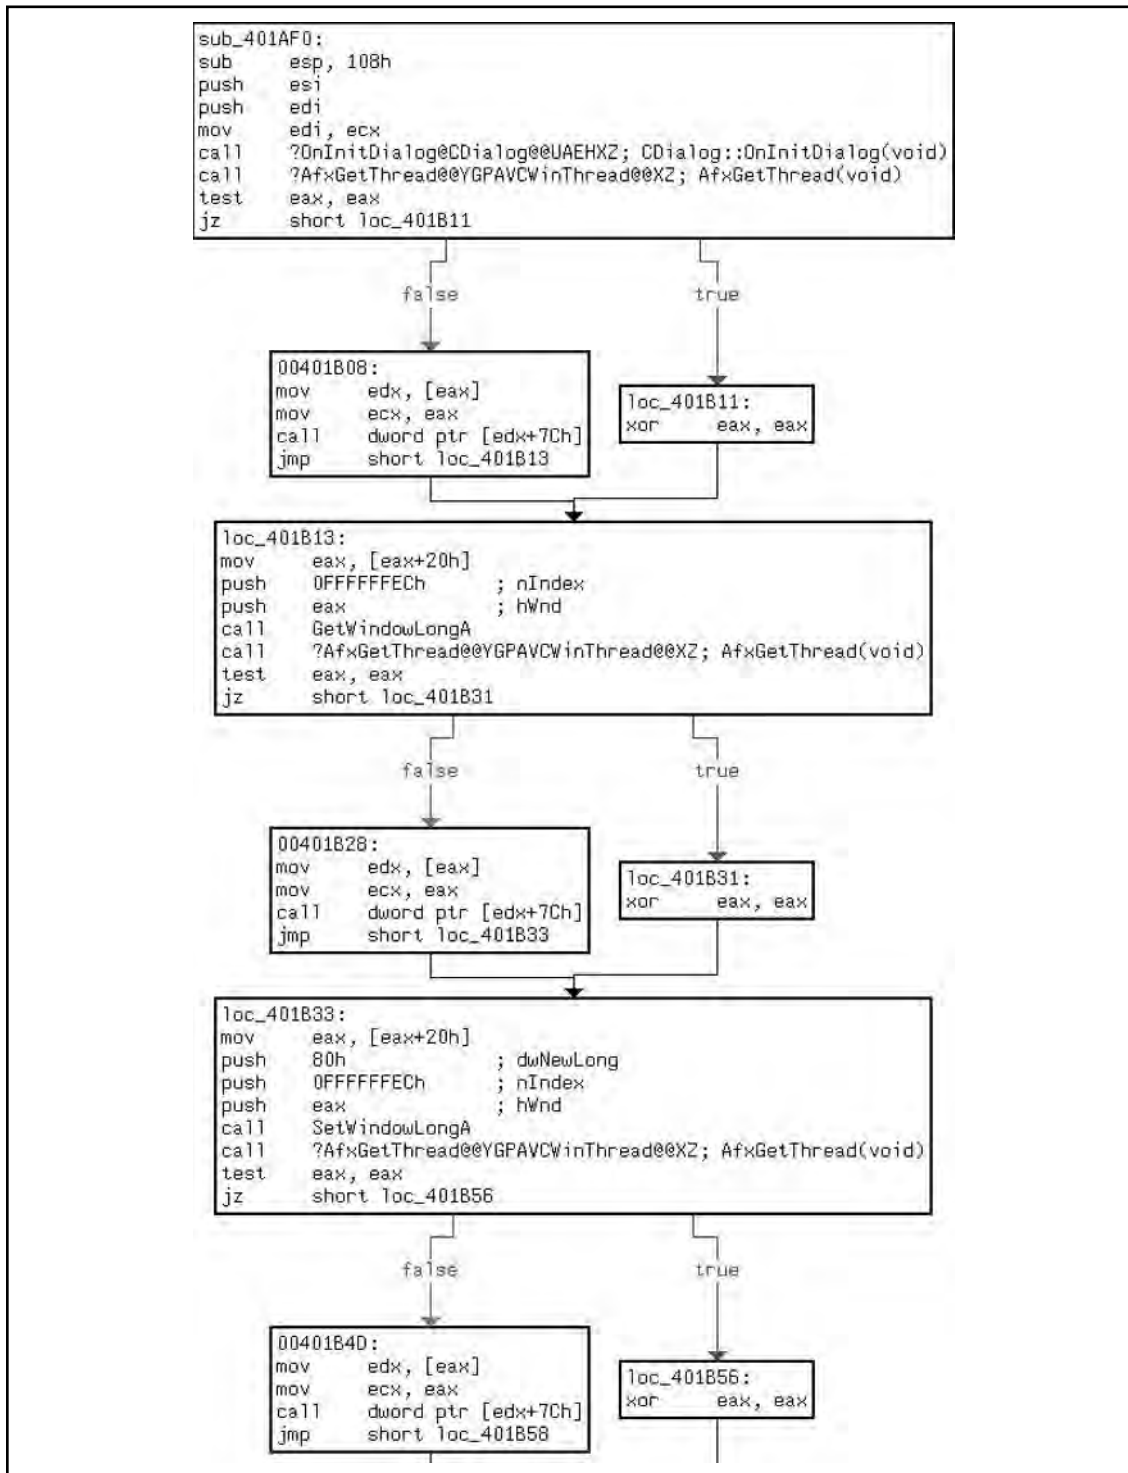 sub_401AF0:
sub esp, 108h
push esi
push edi
mov edi, ecx
call ?OnInitDialog@CDialog@@UAEHXZ; CDialog::OnInitDialog(void)
call ?AfxGetThread@@YGPAVCWinThread@@XZ; AfxGetThread(void)
test eax, eax
jz short loc_401B11
false
true
00401B08:
mov edx, [eax]
mov ecx, eax
call dword ptr [edx+7Ch]
jmp short loc_401B13
loc_401B11:
xor eax, eax
loc_401B13:
mov eax, [eax+20h]
push 0FFFFFFECh ; nIndex
push eax ; hWnd
call GetWindowLongA
call ?AfxGetThread@@YGPAVCWinThread@@XZ; AfxGetThread(void)
test eax, eax
jz short loc_401B31
false
true
00401B28:
mov edx, [eax]
mov ecx, eax
call dword ptr [edx+7Ch]
jmp short loc_401B33
loc_401B31:
xor eax, eax
loc_401B33:
mov eax, [eax+20h]
push 80h ; dwNewLong
push 0FFFFFFECh ; nIndex
push eax ; hWnd
call SetWindowLongA
call ?AfxGetThread@@YGPAVCWinThread@@XZ; AfxGetThread(void)
test eax, eax
jz short loc_401B56
false
true
00401B4D:
mov edx, [eax]
mov ecx, eax
call dword ptr [edx+7Ch]
jmp short loc_401B58
loc_401B56:
xor eax, eax